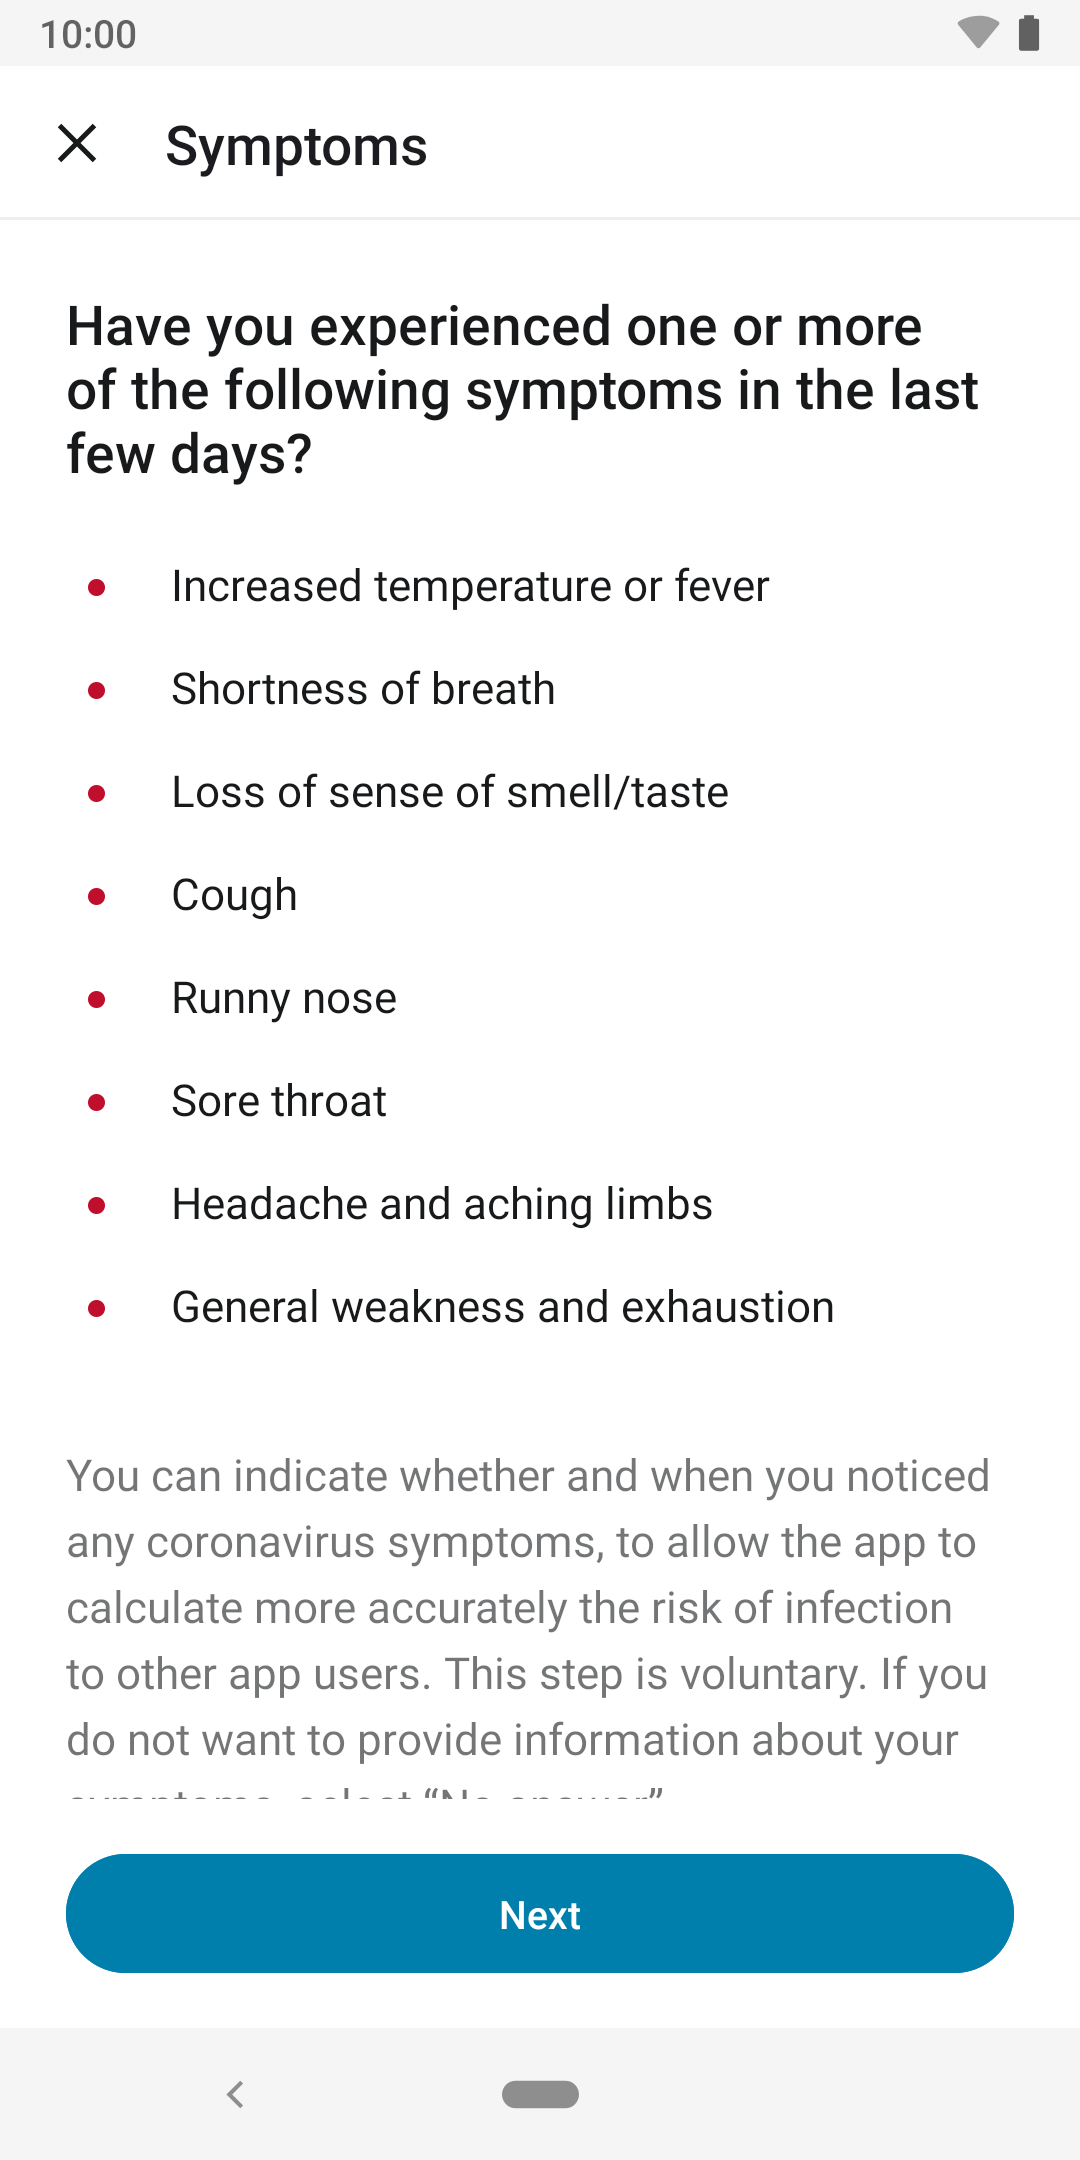 10:00
Symptoms
Have you experienced one or more
of the following symptoms in the last
few days?
Increased temperature or fever
Shortness of breath
Loss of sense of smell/taste
Cough
Runny nose
Sore throat
Headache and aching limbs
General weakness and exhaustion
You can indicate whether and when you noticed
any coronavirus symptoms, to allow the app to
calculate more accurately the risk of infection
to other app users. This step is voluntary. If you
do not want to provide information about your
symptoms, select “No answer”
Next